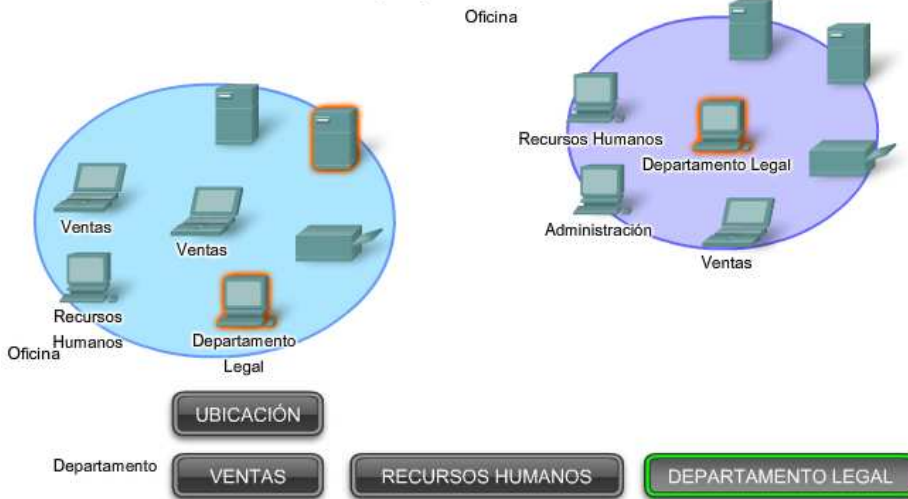 Oficina
Recursos Humanos
Departamento Legal
Administración
Ventas
Ventas
Ventas
Recursos
Humanos
Departamento
Legal
Oficina
UBICACIÓN
Departamento
VENTAS
RECURSOS HUMANOS
DEPARTAMENTO LEGAL